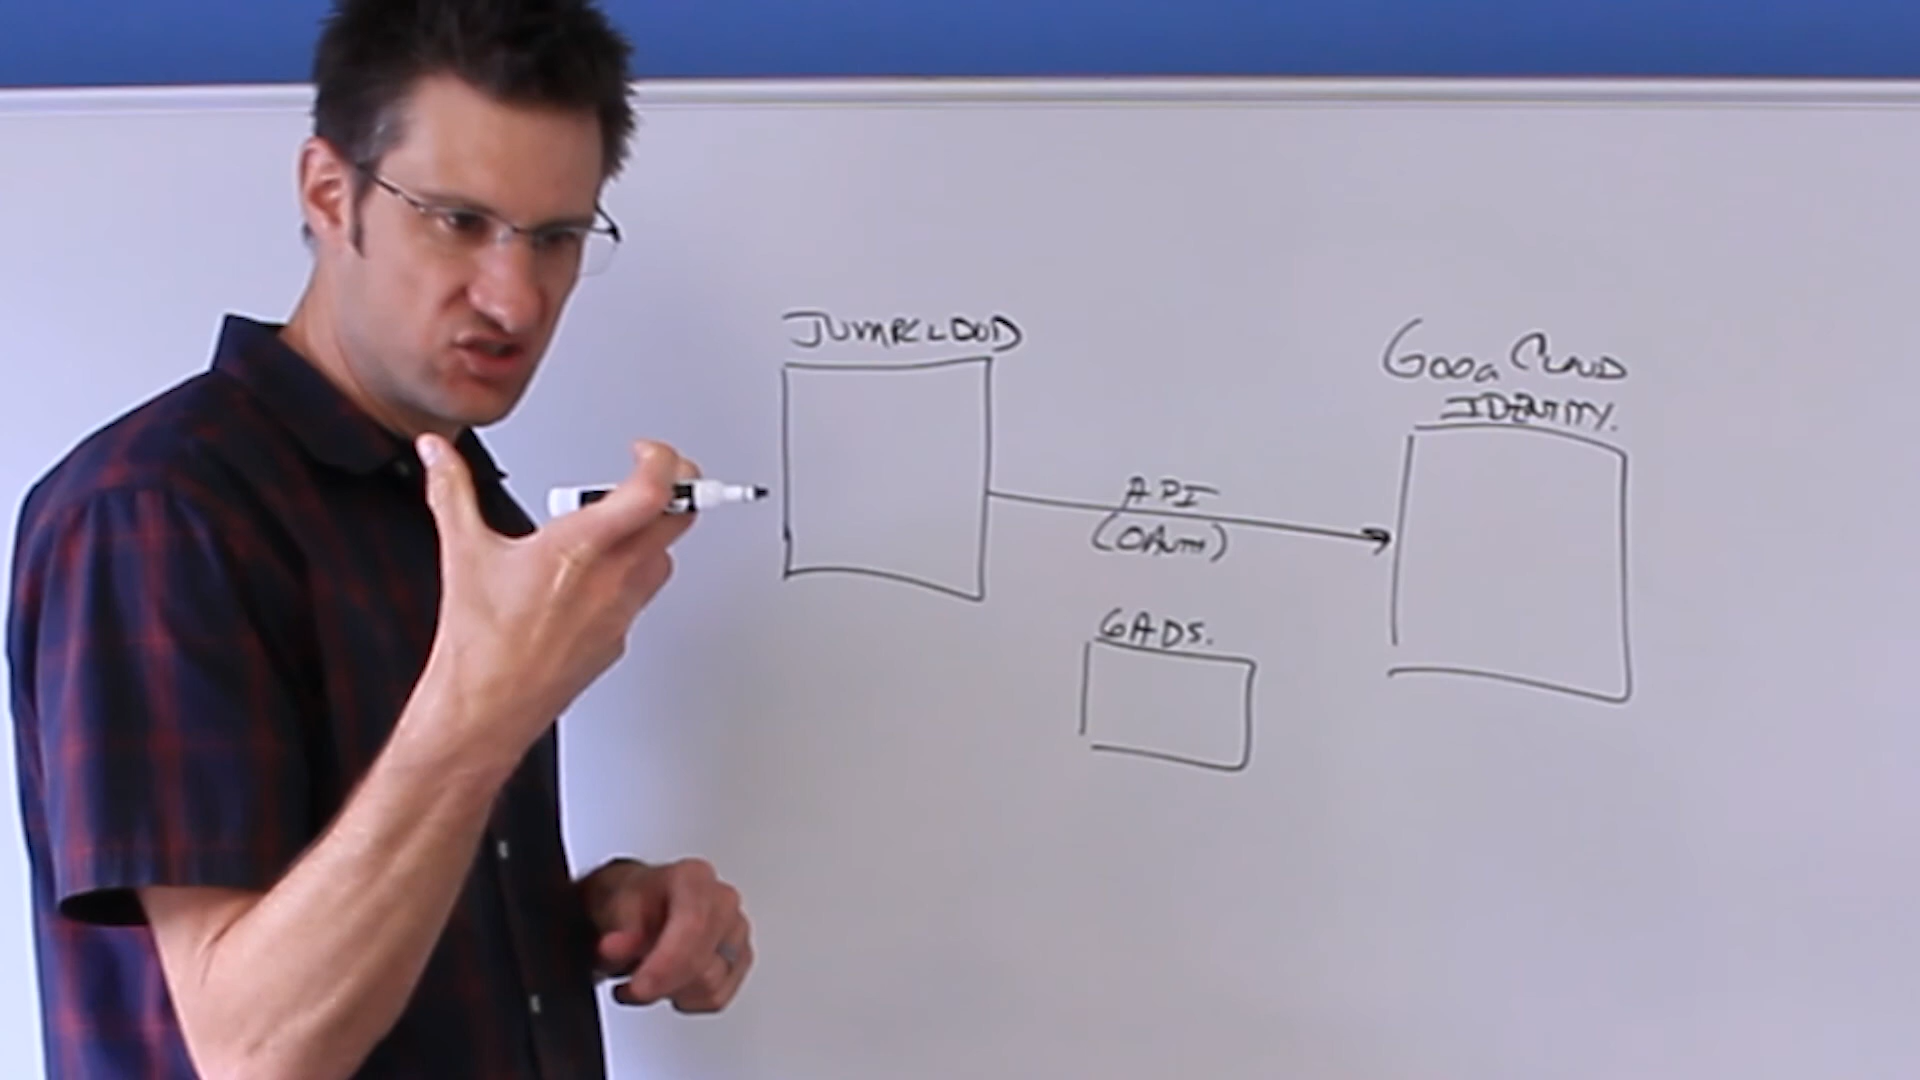 JUMPCLOUD
GOOG CLOUD
IDENTITY.
API
(OAUTH)
GADS.